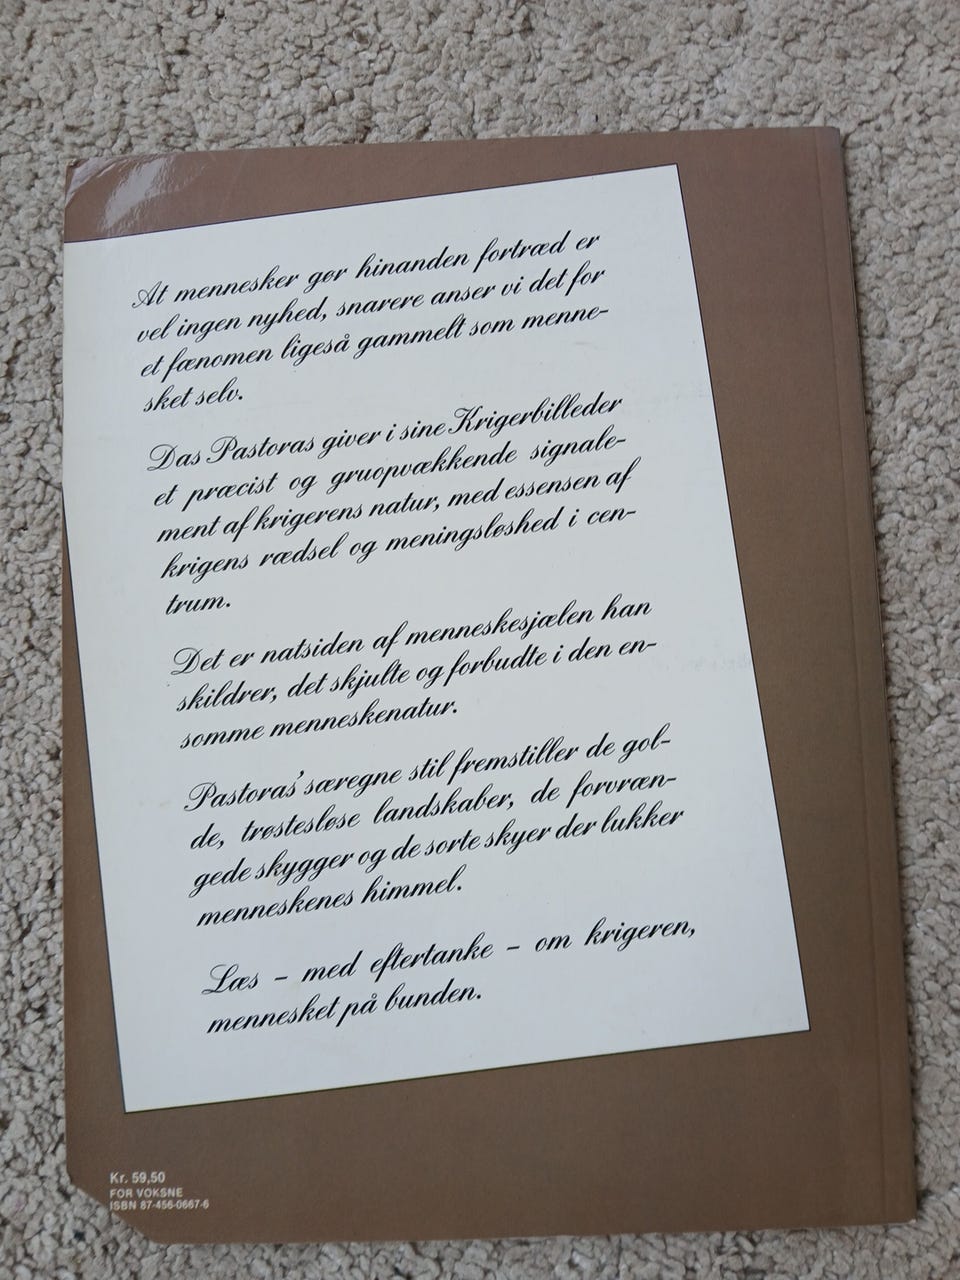 At mennesker gør hinanden fortræd er
vel ingen nyhed, snarere anser vi det for
et fænomen ligeså gammelt som menne-
sket selv.
Das Pastoras giver i sine Krigerbilleder
et præcist og gruopvækkende signale-
ment af krigerens natur, med essensen af
krigens rædsel og meningsløshed i cen-
trum.
Det er natsiden af menneskesjælen han
skildrer, det skjulte og forbudte i den en-
somme menneskenatur.
Pastoras' særegne stil fremstiller de gol-
de, trøstesløse landskaber, de forvræn-
gede skygger og de sorte skyer der lukker
menneskenes himmel.
Læs – med eftertanke – om krigeren,
mennesket på bunden.
Kr. 59,50
FOR VOKSNE
ISBN 87-456-0667-6